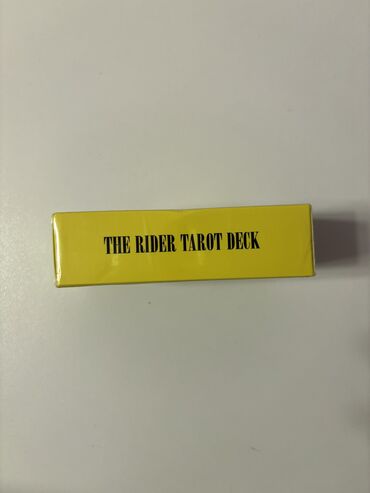 THE RIDER TAROT DECK